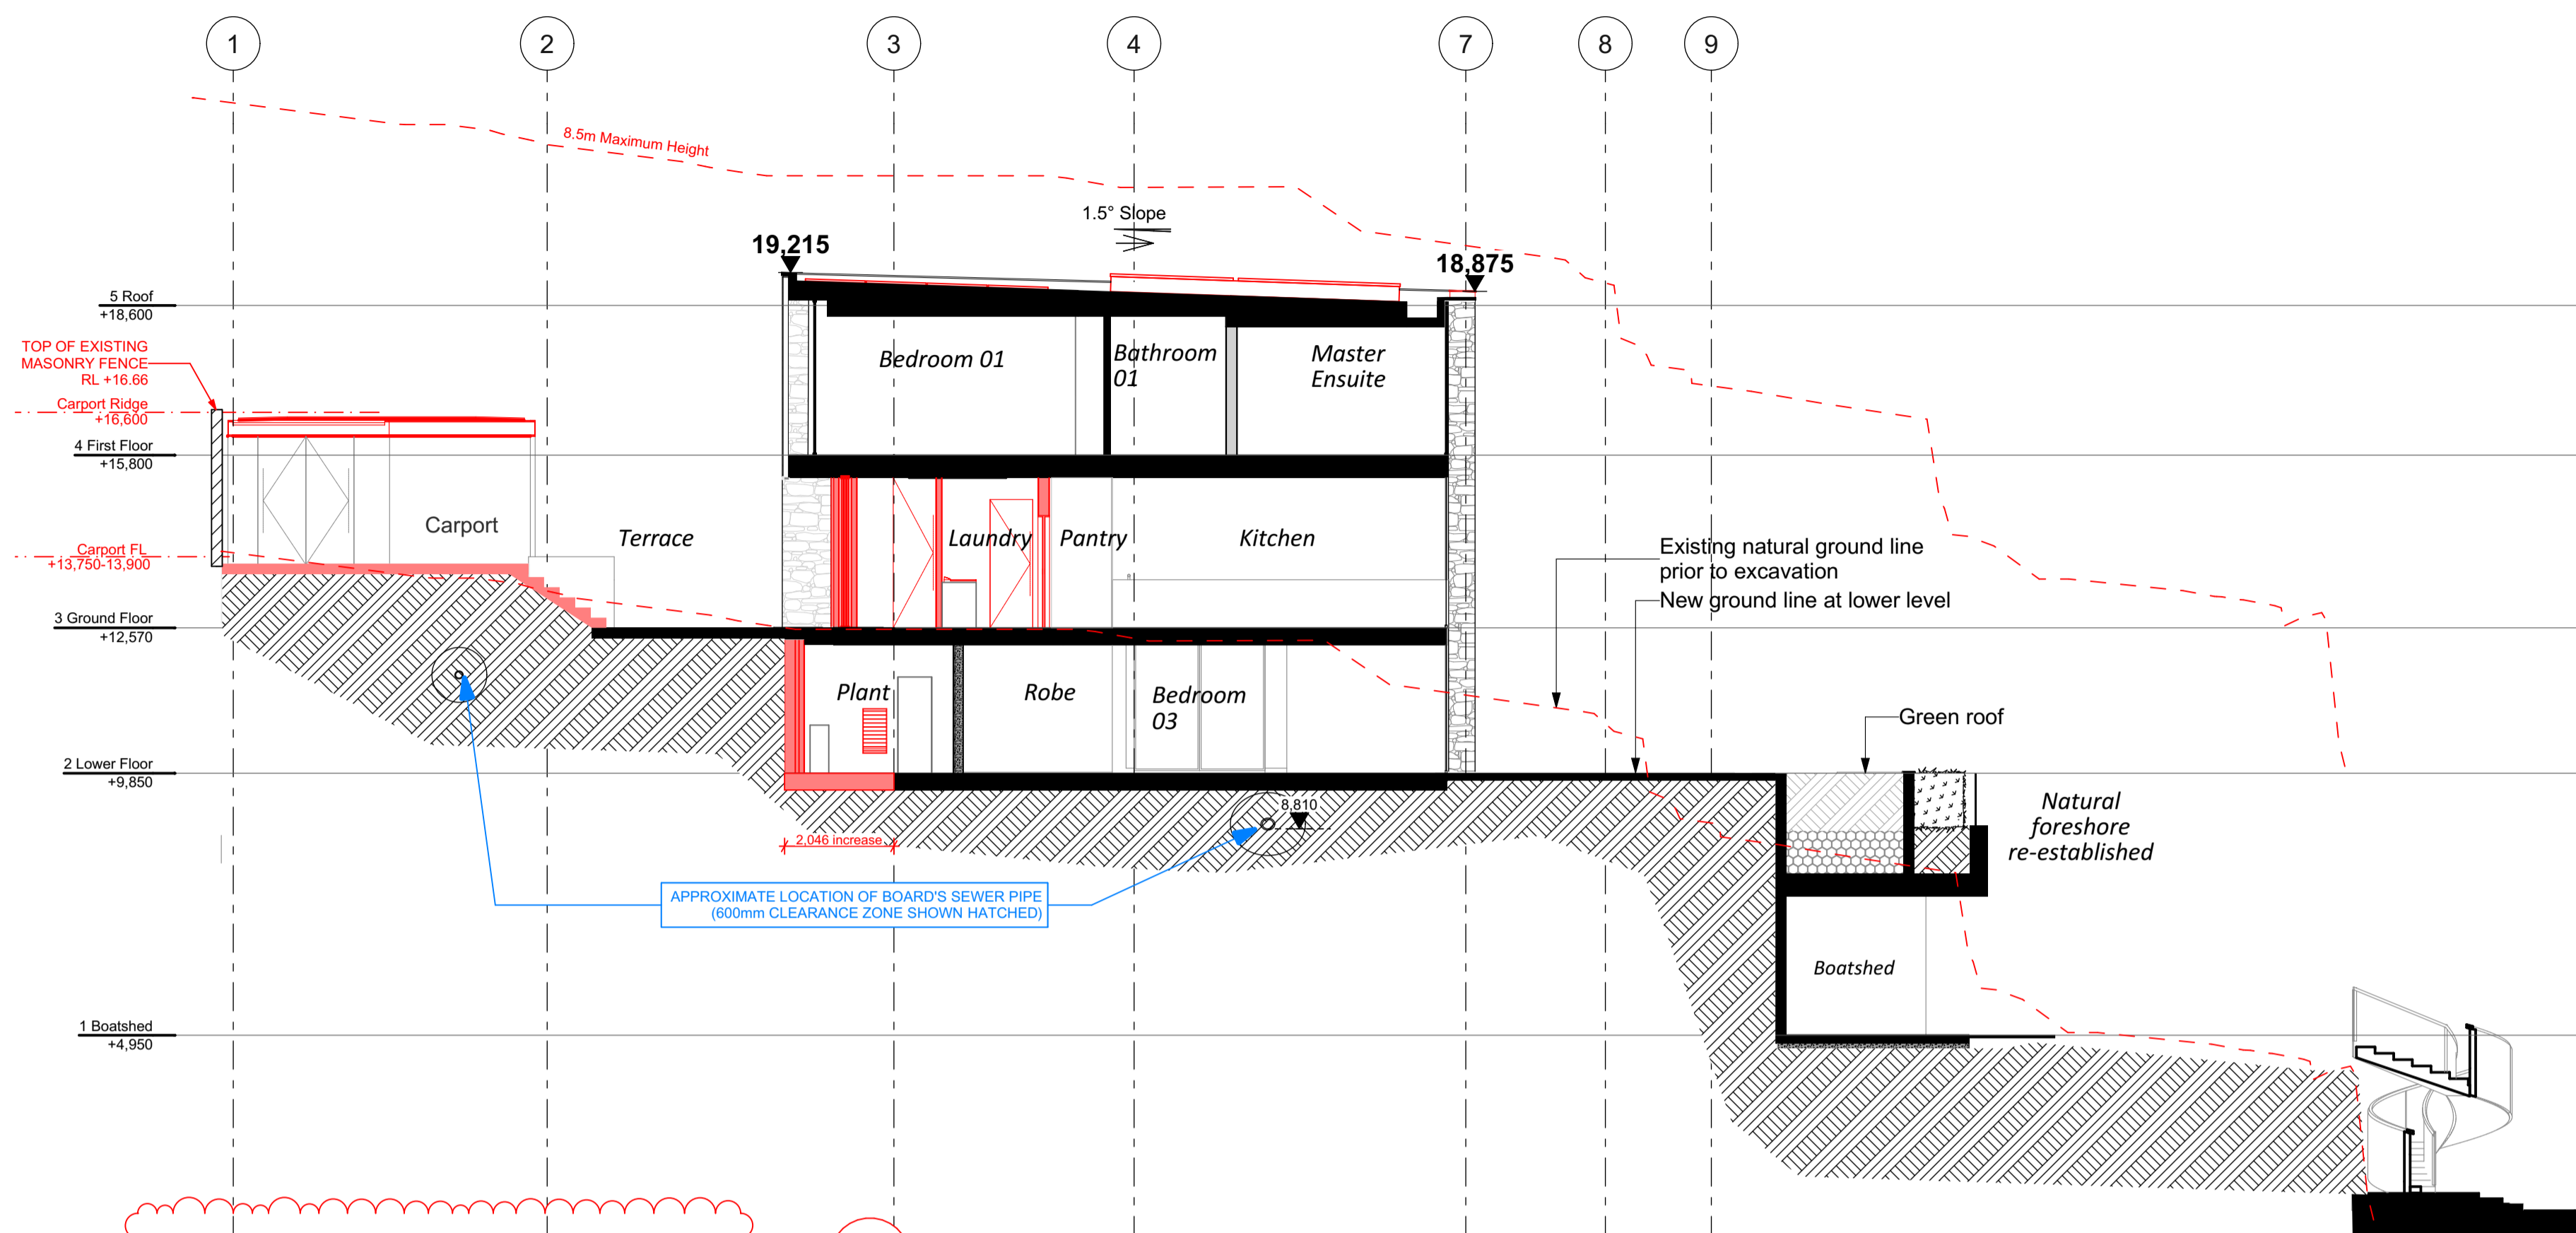 1
2
3
4
7
8
9
8.5m Maximum Height
1.5° Slope
19,215
18,875
5 Roof
+18,600
TOP OF EXISTING
MASONRY FENCE
RL +16.66
Carport Ridge
+16,600
4 First Floor
+15,800
Bedroom 01
Bathroom
01
Master
Ensuite
Carport
Terrace
Laundry
Pantry
Kitchen
Carport FL
+13,750-13,900
Existing natural ground line
prior to excavation
New ground line at lower level
3 Ground Floor
+12,570
Plant
Robe
Bedroom
03
Green roof
2 Lower Floor
+9,850
8,810
2,046 increase
Natural
foreshore
re-established
APPROXIMATE LOCATION OF BOARD'S SEWER PIPE
(600mm CLEARANCE ZONE SHOWN HATCHED)
Boatshed
1 Boatshed
+4,950